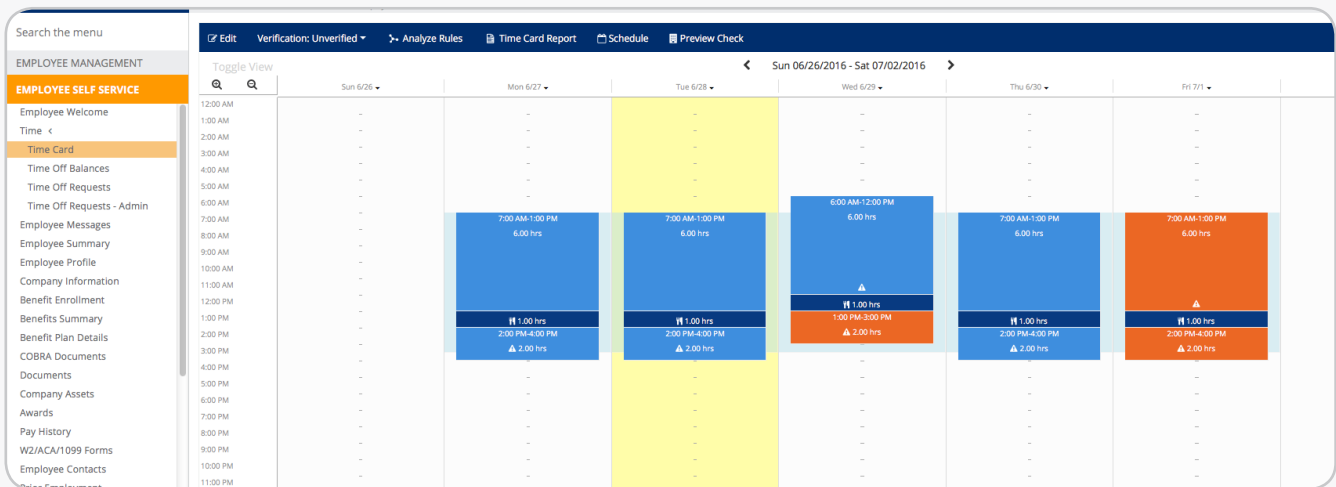 Search the menu
EMPLOYEE MANAGEMENT
EMPLOYEE SELF SERVICE
Employee Welcome
Time <
Time Card
Time Off Balances
Time Off Requests
Time Off Requests - Admin
Employee Messages
Employee Summary
Employee Profile
Company Information
Benefit Enrollment
Benefits Summary
Benefit Plan Details
COBRA Documents
Documents
Company Assets
Awards
Pay History
W2/ACA/1099 Forms
Employee Contacts
Prior Employment
Edit Verification: Unverified Analyze Rules Time Card Report Schedule Preview Check
Toggle View
Sun 06/26/2016 - Sat 07/02/2016
Sun 6/26 Mon 6/27 Tue 6/28 Wed 6/29 Thu 6/30 Fri 7/1
12:00 AM
1:00 AM
2:00 AM
3:00 AM
4:00 AM
5:00 AM
6:00 AM
7:00 AM
8:00 AM
9:00 AM
10:00 AM
11:00 AM
12:00 PM
1:00 PM
2:00 PM
3:00 PM
4:00 PM
5:00 PM
6:00 PM
7:00 PM
8:00 PM
9:00 PM
10:00 PM
11:00 PM
7:00 AM-1:00 PM
6.00 hrs
1.00 hrs
2:00 PM-4:00 PM
2.00 hrs
7:00 AM-1:00 PM
6.00 hrs
1.00 hrs
2:00 PM-4:00 PM
2.00 hrs
6:00 AM-12:00 PM
6.00 hrs
1.00 hrs
1:00 PM-3:00 PM
2.00 hrs
7:00 AM-1:00 PM
6.00 hrs
1.00 hrs
2:00 PM-4:00 PM
2.00 hrs
7:00 AM-1:00 PM
6.00 hrs
1.00 hrs
2:00 PM-4:00 PM
2.00 hrs